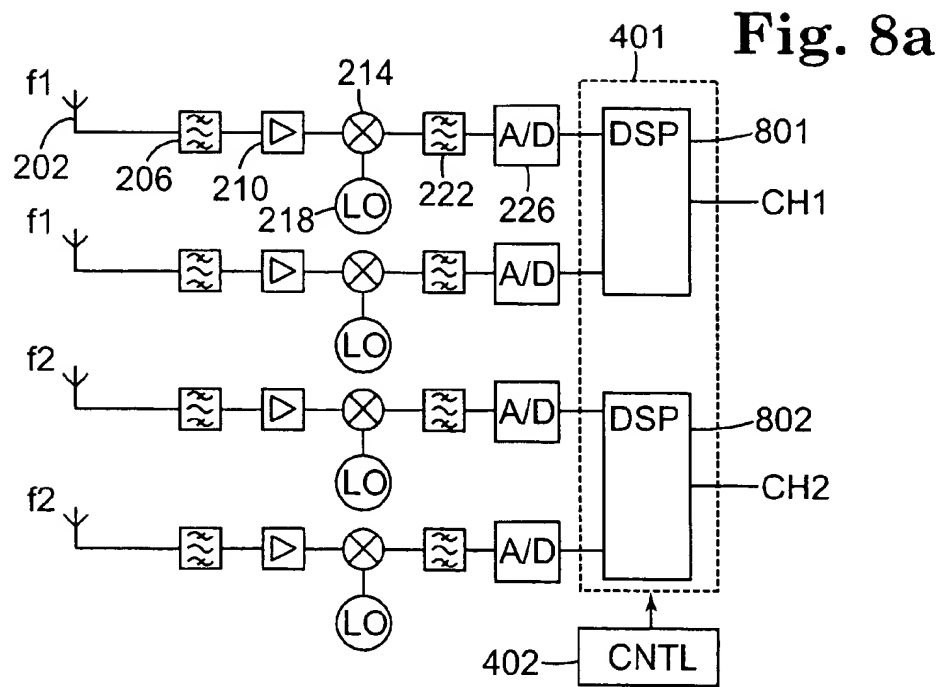 Fig. 8a
401
214
f1
DSP
801
A/D
202
206
210
218
LO
222
226
CH1
f1
A/D
LO
f2
DSP
802
A/D
LO
CH2
f2
A/D
LO
402
CNTL